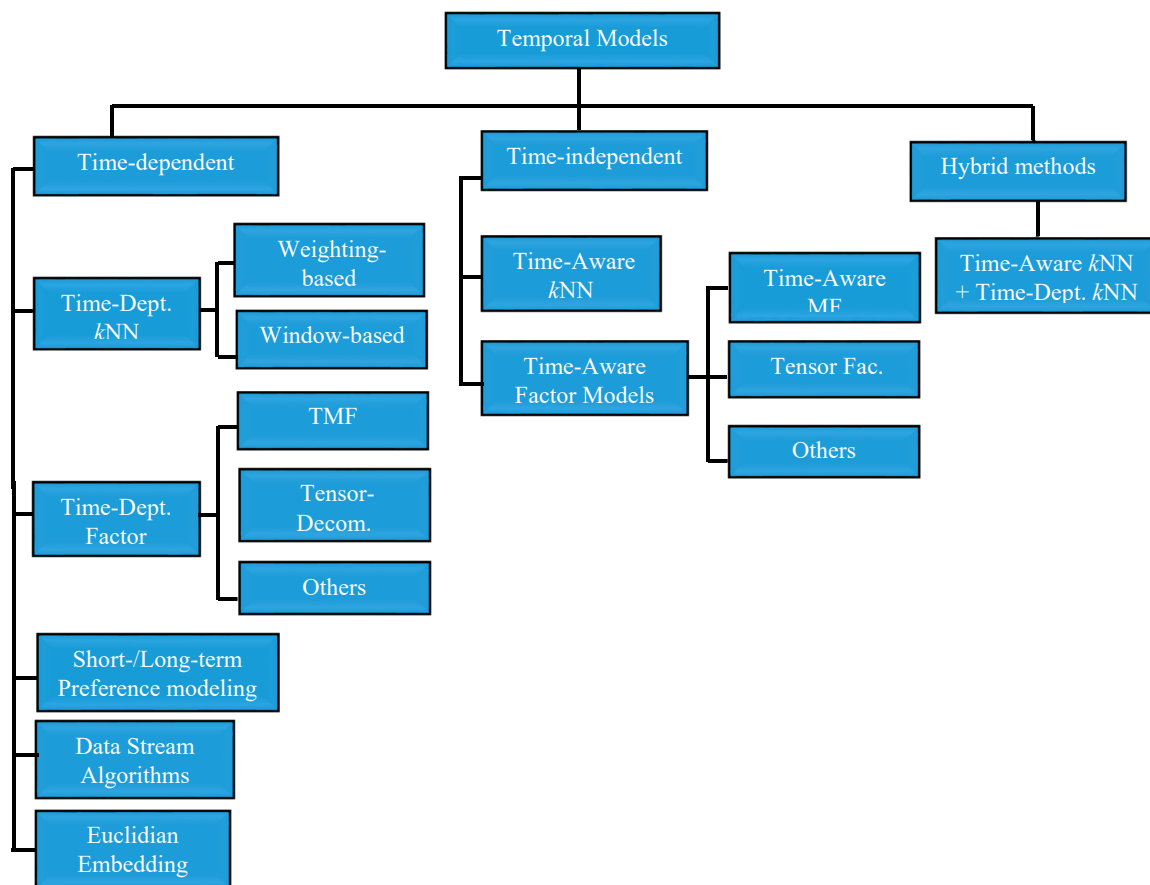 Temporal Models
Time-dependent
Time-independent
Hybrid methods
Weighting-
based
Time-Dept.
kNN
Window-based
Time-Aware
kNN
Time-Aware
MF
Time-Aware kNN
+ Time-Dept. kNN
Time-Aware
Factor Models
Tensor Fac.
Others
TMF
Time-Dept.
Factor
Tensor-
Decom.
Others
Short-/Long-term
Preference modeling
Data Stream
Algorithms
Euclidian
Embedding